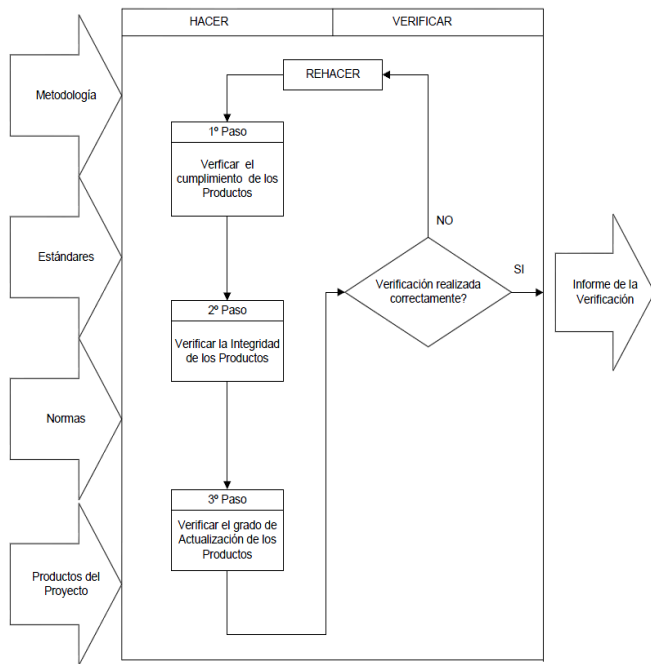 HACER
VERIFICAR
REHACER
Metodología
1º Paso
Verficar el
cumplimiento de los
Productos
NO
Estándares
Verificación realizada
correctamente?
SI
Informe de la
Verificación
2º Paso
Verificar la Integridad
de los Productos
Normas
3º Paso
Verificar el grado de
Actualización de los
Productos
Productos del
Proyecto